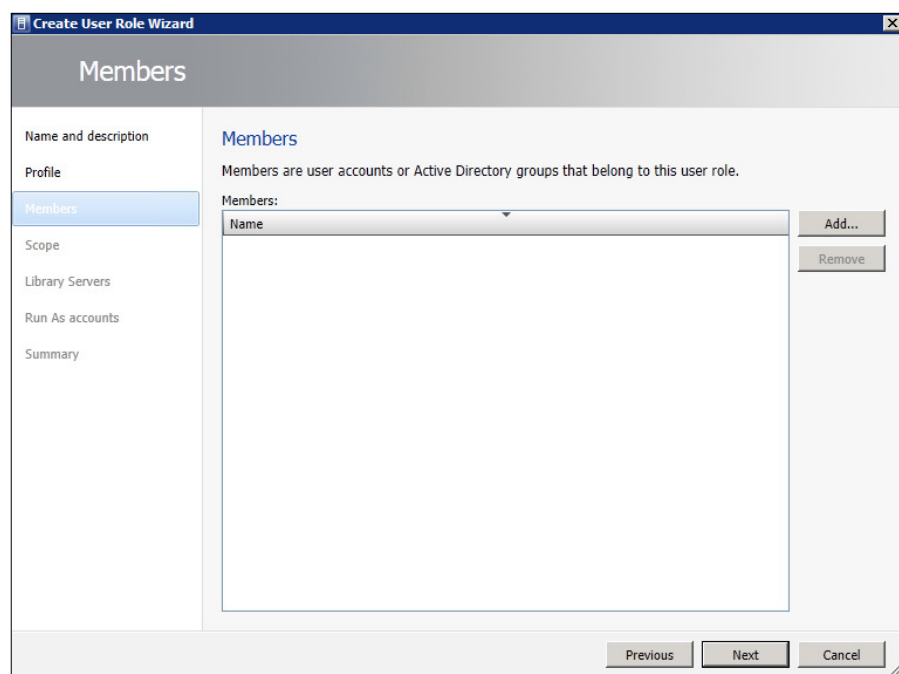 Create User Role Wizard
Members
Name and description
Profile
Members
Scope
Library Servers
Run As accounts
Summary
Members
Members are user accounts or Active Directory groups that belong to this user role.
Members:
Name
Add...
Remove
Previous
Next
Cancel